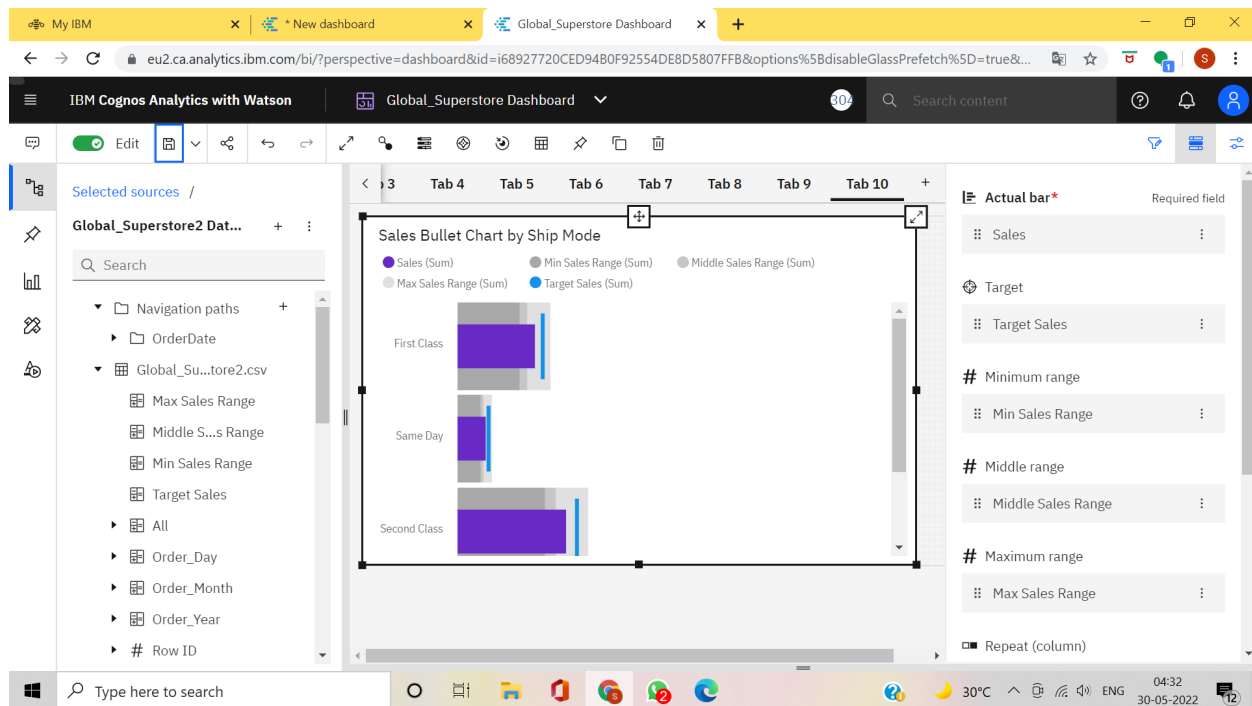 My IBM
* New dashboard
Global_Superstore Dashboard
eu2.ca.analytics.ibm.com/bi/?perspective=dashboard&id=i68927720CED94B0F92554DE8D5807FFB&options%5BdisableGlassPrefetch%5D=true&...
S
1
IBM Cognos Analytics with Watson
Global_Superstore Dashboard
304
Search content
Edit
Selected sources /
Global_Superstore2 Dat...
Search
Navigation paths
OrderDate
Global_Su...tore2.csv
Max Sales Range
Middle S...s Range
Min Sales Range
Target Sales
All
Order_Day
Order_Month
Order_Year
# Row ID
3 Tab 4 Tab 5 Tab 6 Tab 7 Tab 8 Tab 9 Tab 10 +
Sales Bullet Chart by Ship Mode
Sales (Sum) Min Sales Range (Sum) Middle Sales Range (Sum)
Max Sales Range (Sum) Target Sales (Sum)
First Class
Same Day
Second Class
Actual bar* Required field
Sales
Target
Target Sales
# Minimum range
Min Sales Range
# Middle range
Middle Sales Range
# Maximum range
Max Sales Range
Repeat (column)
Type here to search
S
2
30°C
ENG
04:32
30-05-2022
12